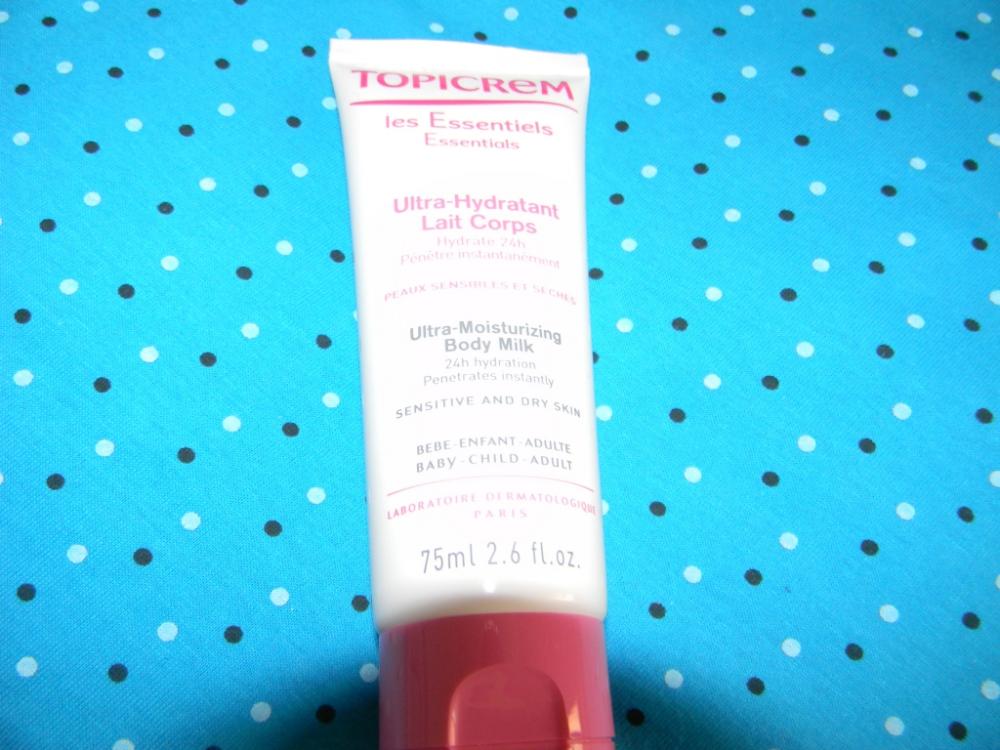 TOPICREM
les Essentiels
Essentials
Ultra-Hydratant
Lait Corps
Hydrate 24h
Pénètre instantanément
PEAUX SENSIBLES ET SÈCHES
Ultra-Moisturizing
Body Milk
24h hydration
Penetrates instantly
SENSITIVE AND DRY SKIN
BEBE-ENFANT-ADULTE
BABY-CHILD-ADULT
LABORATOIRE DERMATOLOGIQUE
PARIS
75ml 2.6 fl.oz.